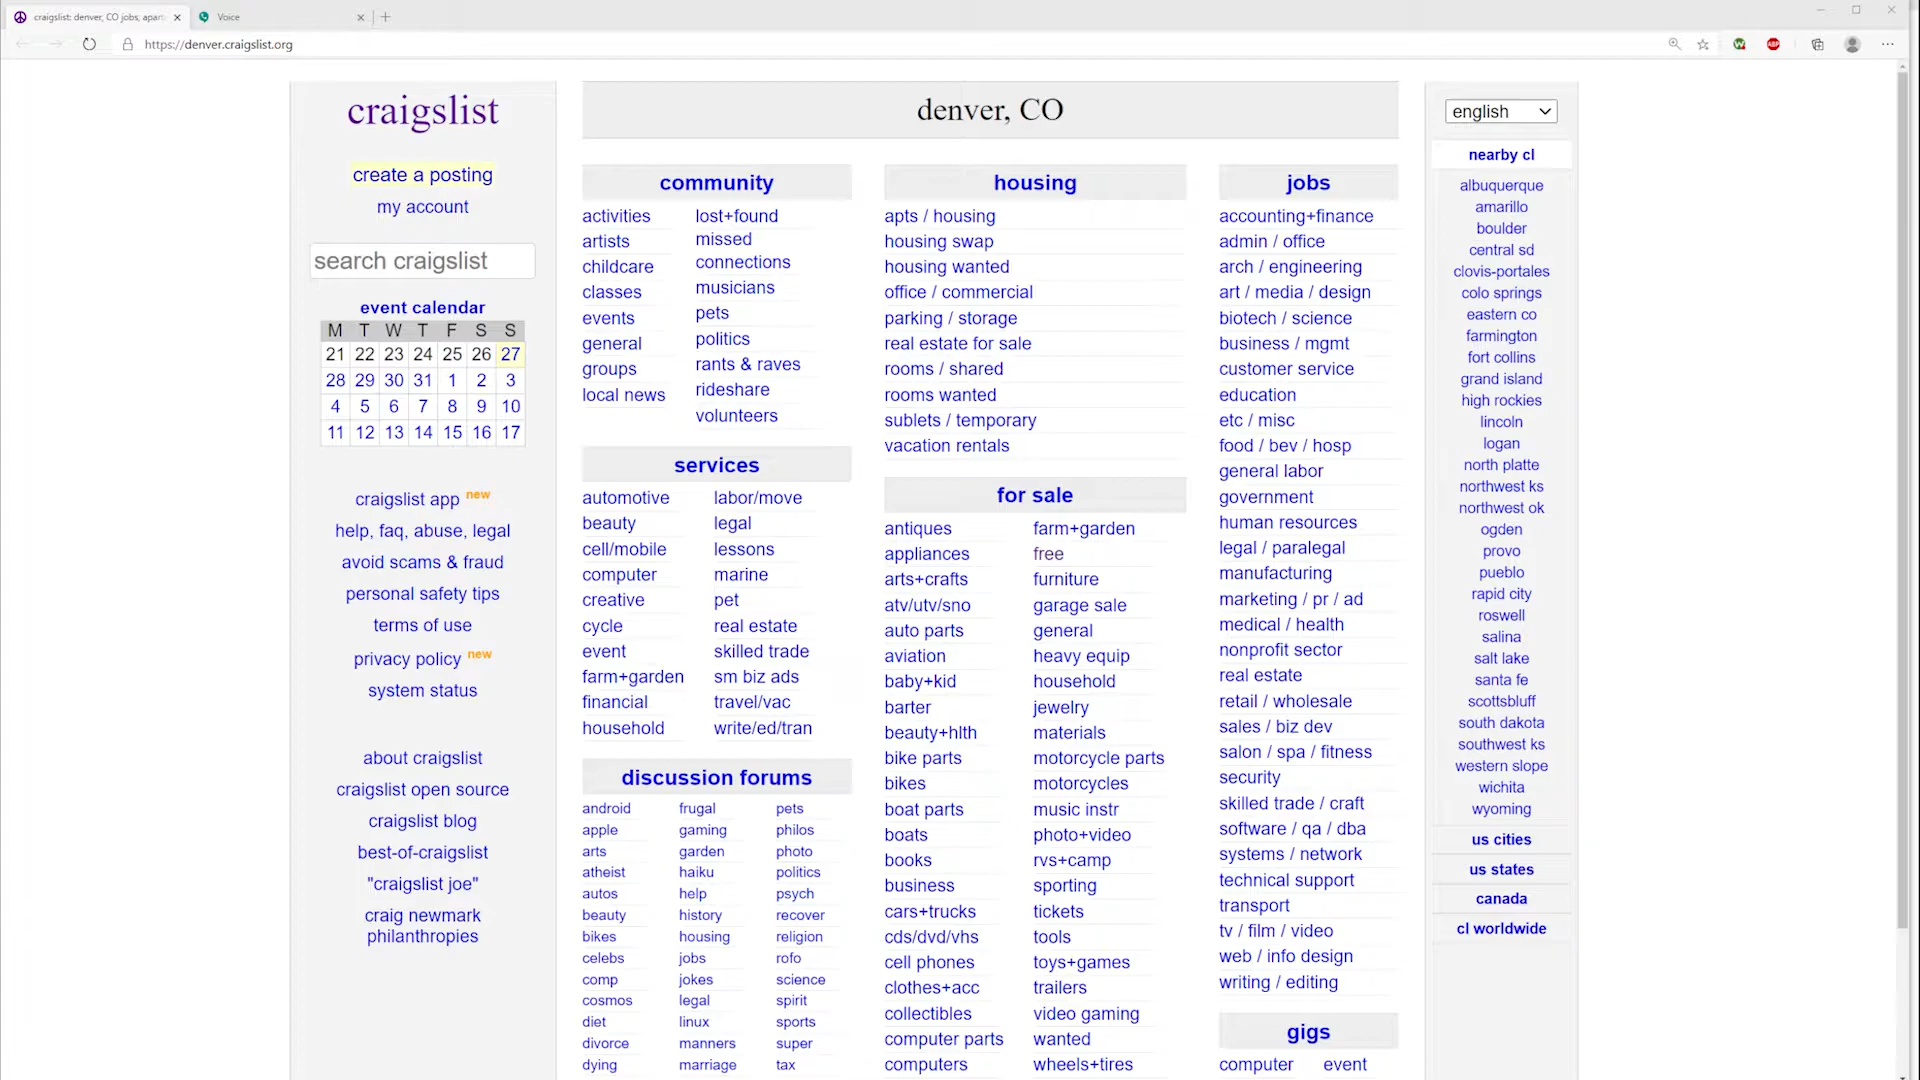 craigslist: denver, CO jobs, apart
Voice
https://denver.craigslist.org
ABP
craigslist
create a posting
my account
search craigslist
event calendar
M T W T F S S
21 22 23 24 25 26 27
28 29 30 31 1 2 3
4 5 6 7 8 9 10
11 12 13 14 15 16 17
craigslist app new
help, faq, abuse, legal
avoid scams & fraud
personal safety tips
terms of use
privacy policy new
system status
about craigslist
craigslist open source
craigslist blog
best-of-craigslist
"craigslist joe"
craig newmark
philanthropies
denver, CO
community
activities
artists
childcare
classes
events
general
groups
local news
lost+found
missed
connections
musicians
pets
politics
rants & raves
rideshare
volunteers
services
automotive
beauty
cell/mobile
computer
creative
cycle
event
farm+garden
financial
household
labor/move
legal
lessons
marine
pet
real estate
skilled trade
sm biz ads
travel/vac
write/ed/tran
discussion forums
android
apple
arts
atheist
autos
beauty
bikes
celebs
comp
cosmos
diet
divorce
dying
frugal
gaming
garden
haiku
help
history
housing
jobs
jokes
legal
linux
manners
marriage
pets
philos
photo
politics
psych
recover
religion
rofo
science
spirit
sports
super
tax
housing
apts / housing
housing swap
housing wanted
office / commercial
parking / storage
real estate for sale
rooms / shared
rooms wanted
sublets / temporary
vacation rentals
for sale
antiques
appliances
arts+crafts
atv/utv/sno
auto parts
aviation
baby+kid
barter
beauty+hlth
bike parts
bikes
boat parts
boats
books
business
cars+trucks
cds/dvd/vhs
cell phones
clothes+acc
collectibles
computer parts
computers
farm+garden
free
furniture
garage sale
general
heavy equip
household
jewelry
materials
motorcycle parts
motorcycles
music instr
photo+video
rvs+camp
sporting
tickets
tools
toys+games
trailers
video gaming
wanted
wheels+tires
jobs
accounting+finance
admin / office
arch / engineering
art / media / design
biotech / science
business / mgmt
customer service
education
etc / misc
food / bev / hosp
general labor
government
human resources
legal / paralegal
manufacturing
marketing / pr / ad
medical / health
nonprofit sector
real estate
retail / wholesale
sales / biz dev
salon / spa / fitness
security
skilled trade / craft
software / qa / dba
systems / network
technical support
transport
tv / film / video
web / info design
writing / editing
gigs
computer
event
english
nearby cl
albuquerque
amarillo
boulder
central sd
clovis-portales
colo springs
eastern co
farmington
fort collins
grand island
high rockies
lincoln
logan
north platte
northwest ks
northwest ok
ogden
provo
pueblo
rapid city
roswell
salina
salt lake
santa fe
scottsbluff
south dakota
southwest ks
western slope
wichita
wyoming
us cities
us states
canada
cl worldwide